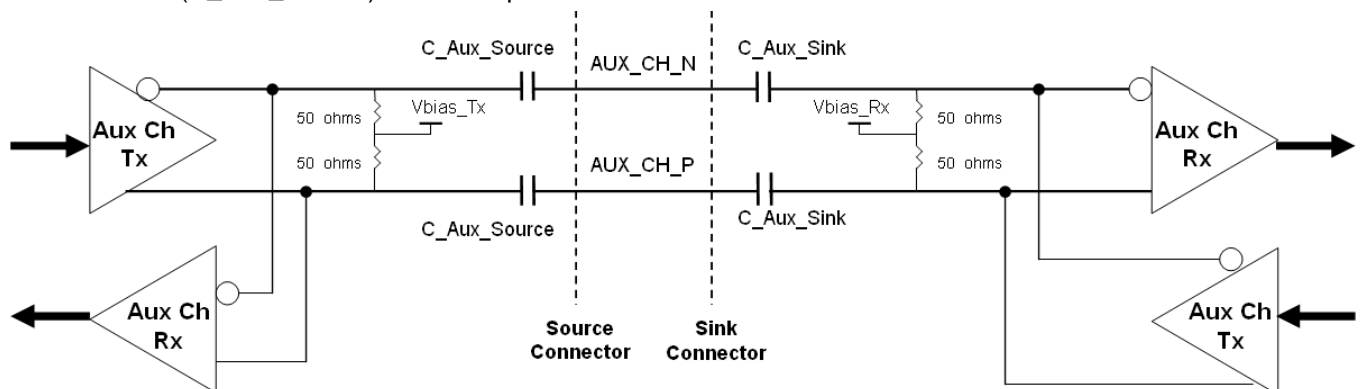 C_Aux_Source
AUX_CH_N
C_Aux_Sink
Aux Ch
Tx
50 ohms
Vbias_Tx
50 ohms
Vbias_Rx
50 ohms
50 ohms
Aux Ch
Rx
AUX_CH_P
C_Aux_Source
C_Aux_Sink
Aux Ch
Rx
Source
Connector
Sink
Connector
Aux Ch
Tx